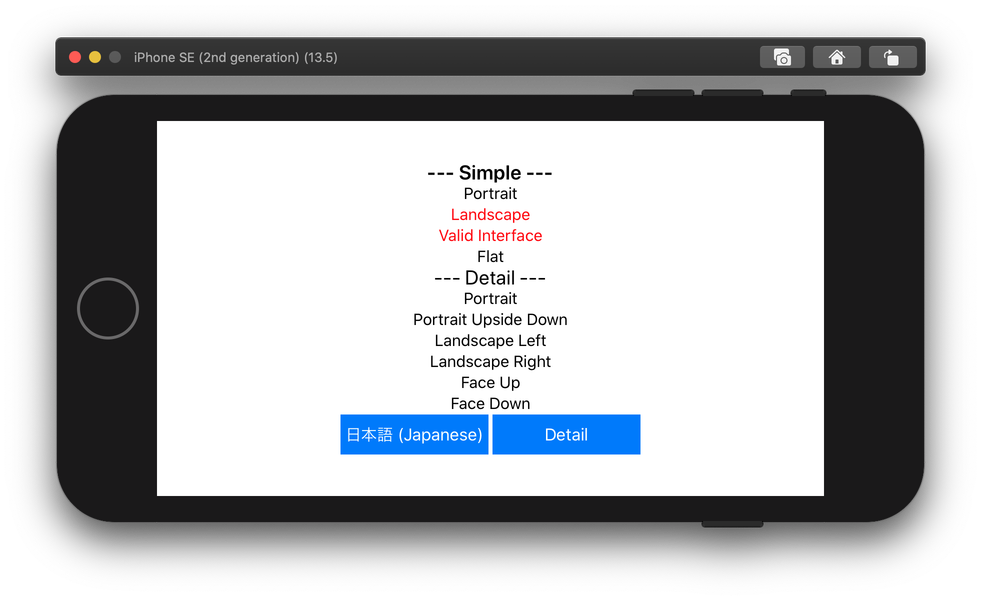 iPhone SE (2nd generation) (13.5)
--- Simple ---
Portrait
Landscape
Valid Interface
Flat
--- Detail ---
Portrait
Portrait Upside Down
Landscape Left
Landscape Right
Face Up
Face Down
日本語 (Japanese) Detail